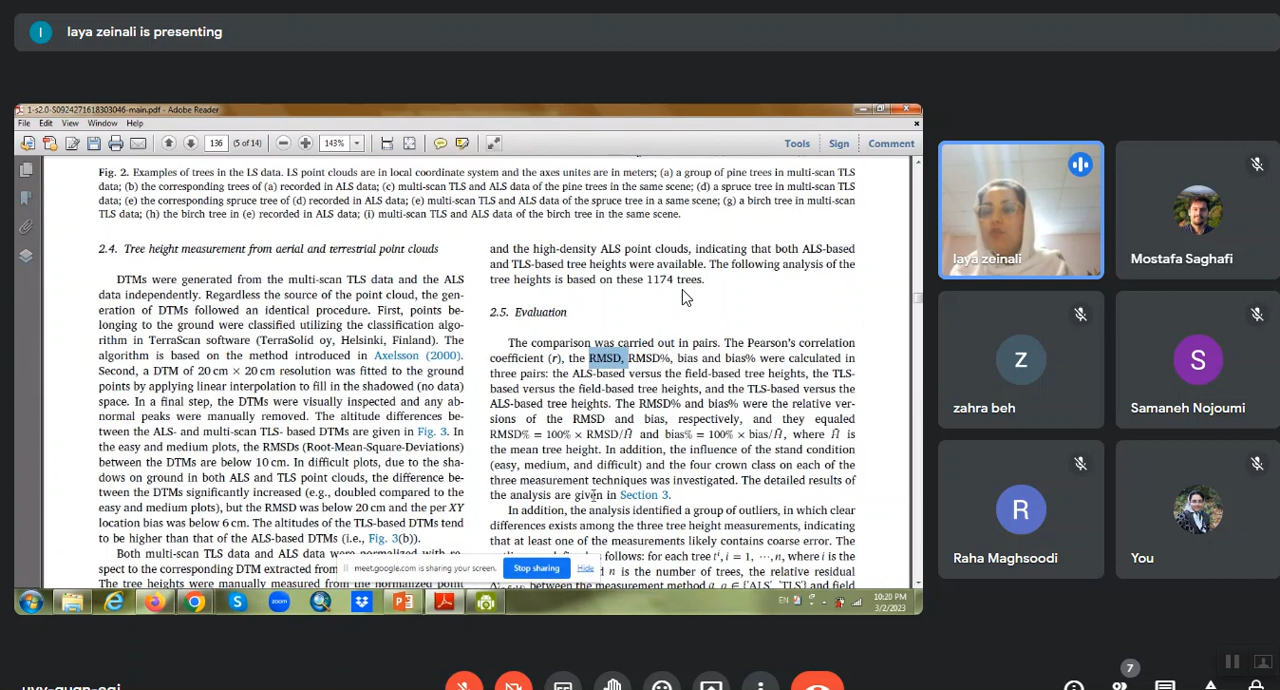 l
laya zeinali is presenting
1-s2.0-S0924271618303046-main.pdf - Adobe Reader
File Edit View Window Help
136 (5 of 14) 143% Tools Sign Comment
Fig. 2. Examples of trees in the LS data. LS point clouds are in local coordinate system and the axes unites are in meters; (a) a group of pine trees in multi-scan TLS
data; (b) the corresponding trees of (a) recorded in ALS data; (c) multi-scan TLS and ALS data of the pine trees in the same scene; (d) a spruce tree in multi-scan TLS
data; (e) the corresponding spruce tree of (d) recorded in ALS data; (e) multi-scan TLS and ALS data of the spruce tree in a same scene; (g) a birch tree in multi-scan
TLS data; (h) the birch tree in (e) recorded in ALS data; (i) multi-scan TLS and ALS data of the birch tree in the same scene.
2.4. Tree height measurement from aerial and terrestrial point clouds
DTMs were generated from the multi-scan TLS data and the ALS
data independently. Regardless the source of the point cloud, the gen-
eration of DTMs followed an identical procedure. First, points be-
longing to the ground were classified utilizing the classification algo-
rithm in TerraScan software (TerraSolid oy, Helsinki, Finland). The
algorithm is based on the method introduced in Axelsson (2000).
Second, a DTM of 20 cm × 20 cm resolution was fitted to the ground
points by applying linear interpolation to fill in the shadowed (no data)
space. In a final step, the DTMs were visually inspected and any ab-
normal peaks were manually removed. The altitude differences be-
tween the ALS- and multi-scan TLS- based DTMs are given in Fig. 3. In
the easy and medium plots, the RMSDs (Root-Mean-Square-Deviations)
between the DTMs are below 10 cm. In difficult plots, due to the sha-
dows on ground in both ALS and TLS point clouds, the difference be-
tween the DTMs significantly increased (e.g., doubled compared to the
easy and medium plots), but the RMSD was below 20 cm and the per XY
location bias was below 6 cm. The altitudes of the TLS-based DTMs tend
to be higher than that of the ALS-based DTMs (i.e., Fig. 3(b)).
Both multi-scan TLS data and ALS data were normalized with re-
spect to the corresponding DTM extracted from
The tree heights were manually measured from the normalized point
and the high-density ALS point clouds, indicating that both ALS-based
and TLS-based tree heights were available. The following analysis of the
tree heights is based on these 1174 trees.
2.5. Evaluation
The comparison was carried out in pairs. The Pearson's correlation
coefficient (r), the RMSD, RMSD%, bias and bias% were calculated in
three pairs: the ALS-based versus the field-based tree heights, the TLS-
based versus the field-based tree heights, and the TLS-based versus the
ALS-based tree heights. The RMSD% and bias% were the relative ver-
sions of the RMSD and bias, respectively, and they equaled
RMSD% = 100% × RMSD/H̄ and bias% = 100% × bias/H̄, where H̄ is
the mean tree height. In addition, the influence of the stand condition
(easy, medium, and difficult) and the four crown class on each of the
three measurement techniques was investigated. The detailed results of
the analysis are given in Section 3.
In addition, the analysis identified a group of outliers, in which clear
differences exists among the three tree height measurements, indicating
that at least one of the measurements likely contains coarse error. The
as follows: for each tree tⁱ, i = 1, ⋯, n, where i is the
n is the number of trees, the relative residual
between the measurement method a, a ∈ ['ALS', 'TLS'] and field
meet.google.com is sharing your screen. Stop sharing Hide
zoom
EN
10:20 PM
3/2/2023
laya zeinali
Mostafa Saghafi
z
zahra beh
S
Samaneh Nojoumi
R
Raha Maghsoodi
You
7